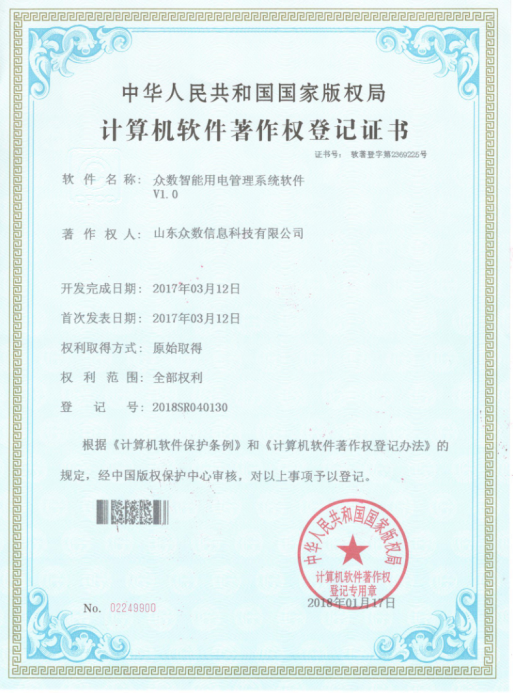 中华人民共和国国家版权局
计算机软件著作权登记证书
证书号： 软著登字第2369225号
软件名称： 众数智能用电管理系统软件
V1.0
著作权人： 山东众数信息科技有限公司
开发完成日期： 2017年03月12日
首次发表日期： 2017年03月12日
权利取得方式： 原始取得
权利范围： 全部权利
登记号： 2018SR040130
根据《计算机软件保护条例》和《计算机软件著作权登记办法》的
规定，经中国版权保护中心审核，对以上事项予以登记。
中华人民共和国国家版权局
计算机软件著作权
登记专用章
No. 02249900
2018年01月17日